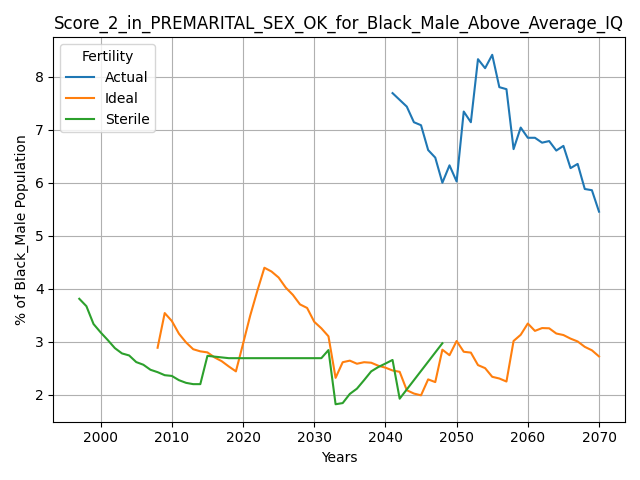 Score_2_in_PREMARITAL_SEX_OK_for_Black_Male_Above_Average_IQ
Fertility
Actual
Ideal
Sterile
% of Black_Male Population
8
7
6
5
4
3
2
2000 2010 2020 2030 2040 2050 2060 2070
Years